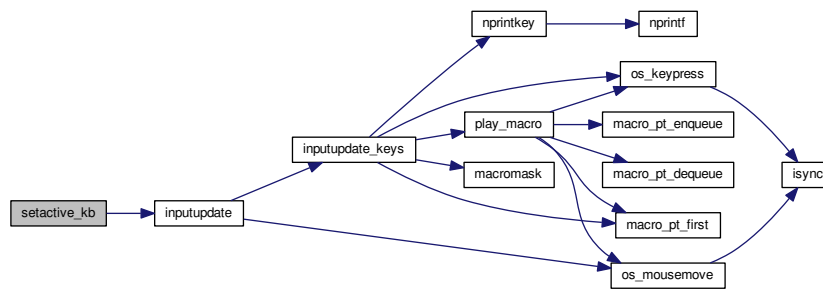 nprintkey
nprintf
os_keypress
play_macro
macro_pt_enqueue
inputupdate_keys
macromask
macro_pt_dequeue
isync
setactive_kb
inputupdate
macro_pt_first
os_mousemove